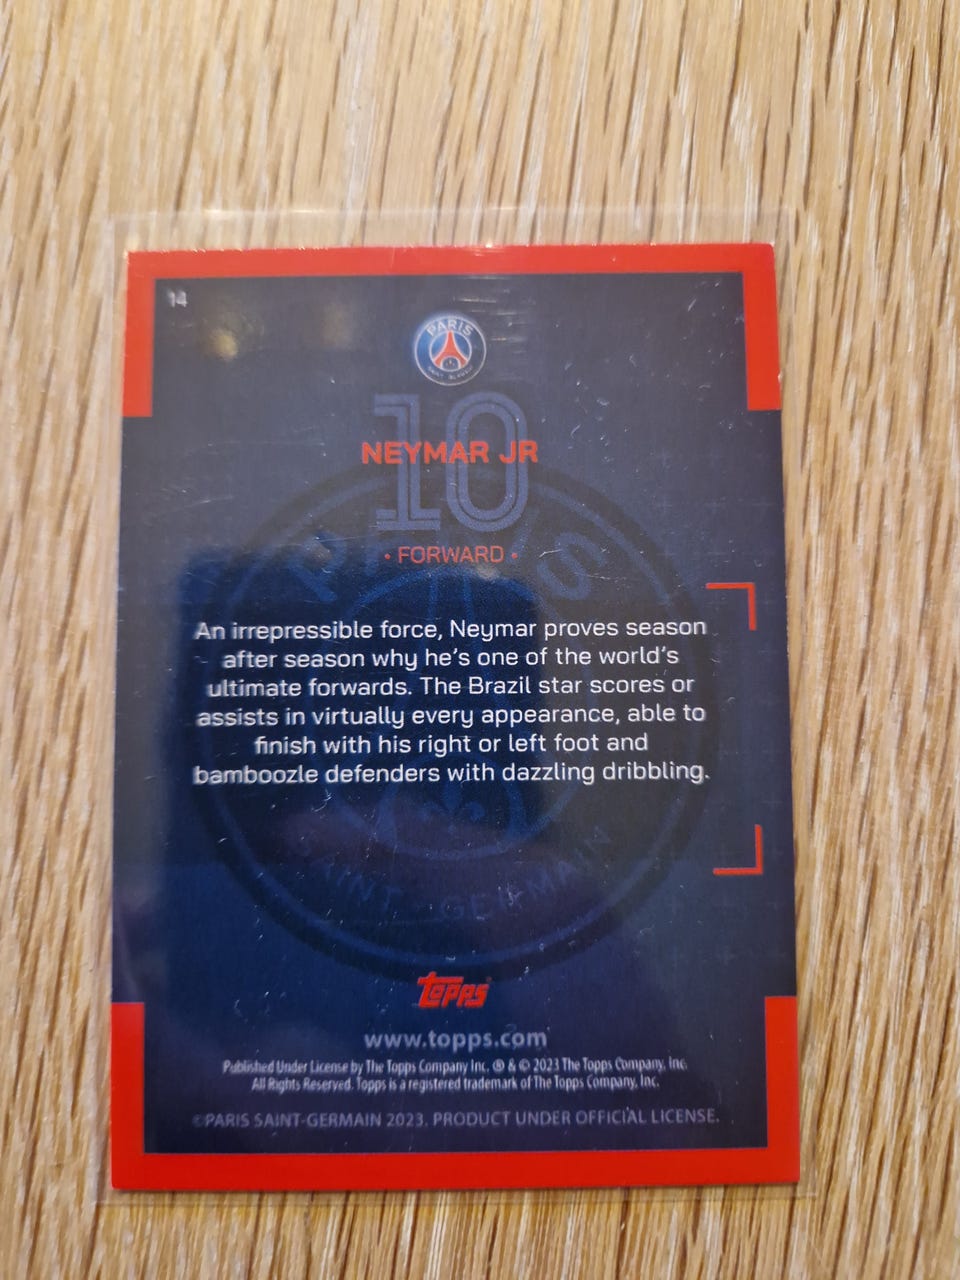 14
PARIS
SAINT-GERMAIN
10
NEYMAR JR
• FORWARD •
PARIS
An irrepressible force, Neymar proves season
after season why he's one of the world's
ultimate forwards. The Brazil star scores or
assists in virtually every appearance, able to
finish with his right or left foot and
bamboozle defenders with dazzling dribbling.
SAINT-GERMAIN
Topps
www.topps.com
Published Under License by The Topps Company Inc. ® & © 2023 The Topps Company, Inc.
All Rights Reserved. Topps is a registered trademark of The Topps Company, Inc.
©PARIS SAINT-GERMAIN 2023. PRODUCT UNDER OFFICIAL LICENSE.